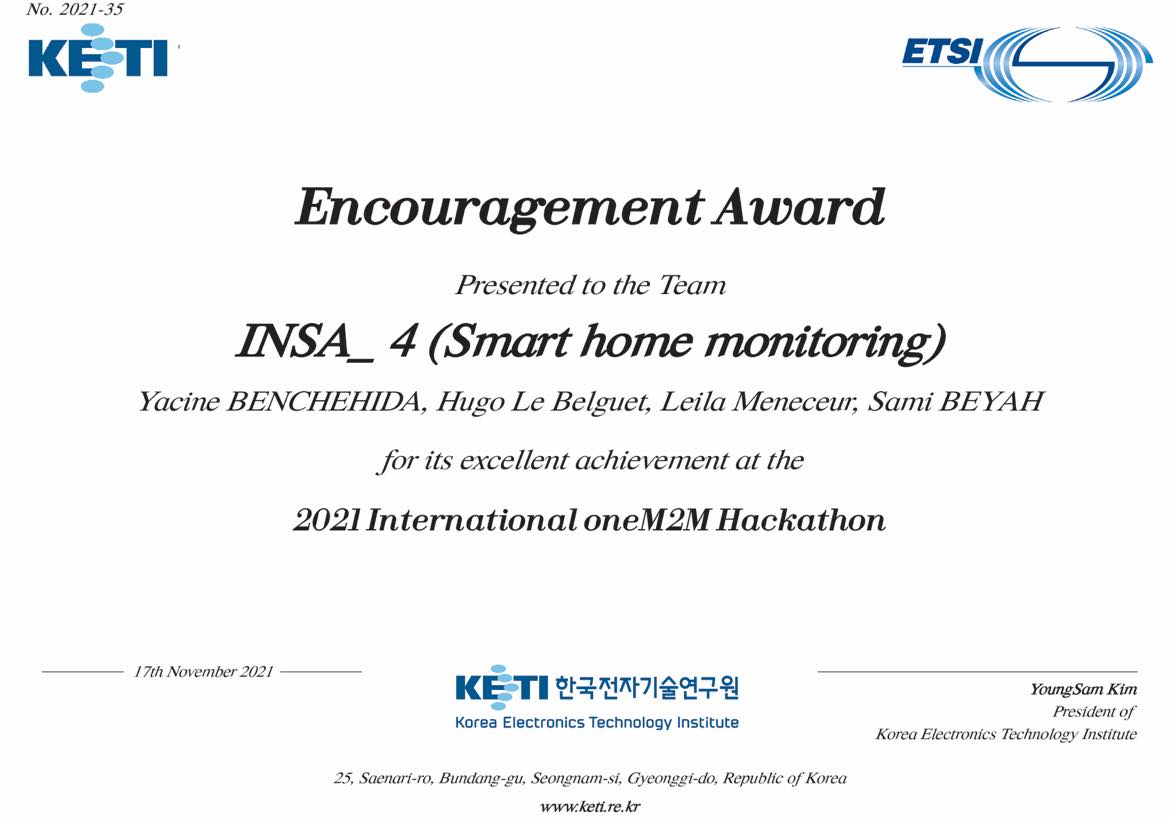 No. 2021-35
KETI
ETSI
Encouragement Award
Presented to the Team
INSA_ 4 (Smart home monitoring)
Yacine BENCHEHIDA, Hugo Le Belguet, Leila Meneceur, Sami BEYAH
for its excellent achievement at the
2021 International oneM2M Hackathon
17th November 2021
KETI 한국전자기술연구원
Korea Electronics Technology Institute
YoungSam Kim
President of
Korea Electronics Technology Institute
25, Saenari-ro, Bundang-gu, Seongnam-si, Gyeonggi-do, Republic of Korea
www.keti.re.kr